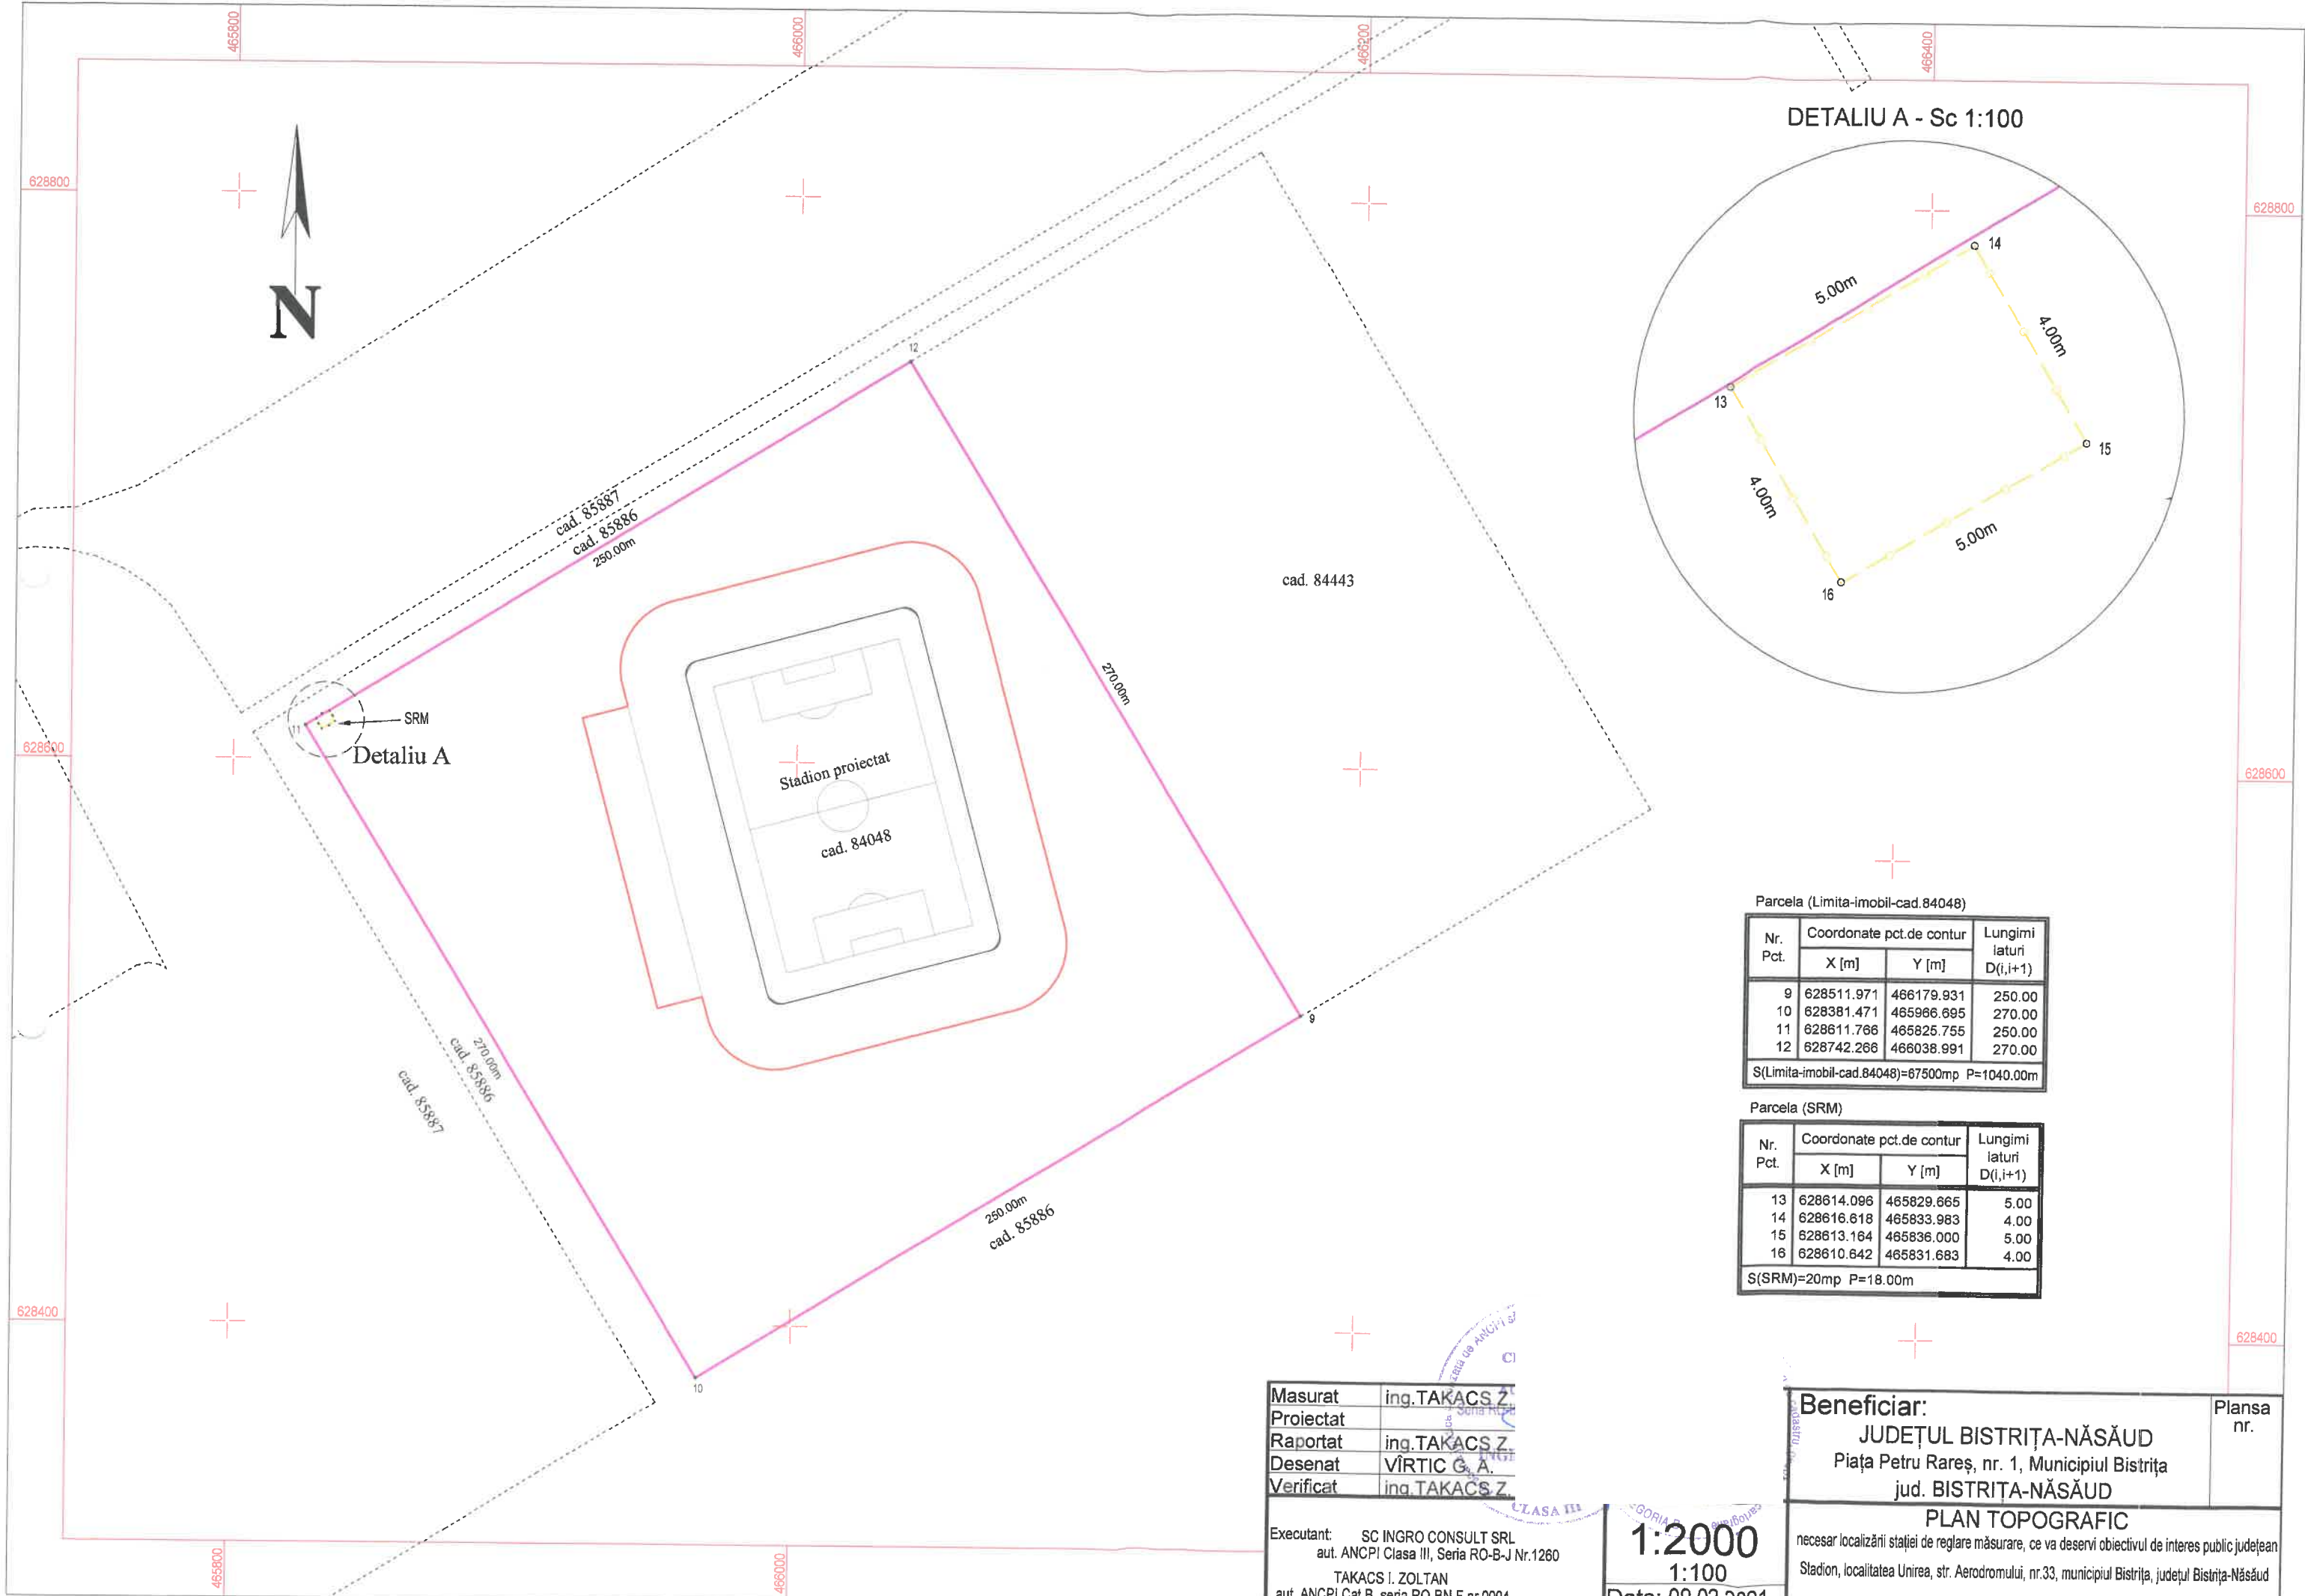 465800
466000
466200
466400
DETALIU A - Sc 1:100
628800
628800
N
14
5.00m
4.00m
13
15
4.00m
5.00m
16
12
cad. 85887
cad. 85886
250.00m
cad. 84443
270.00m
11
SRM
Detaliu A
628600
628600
Stadion proiectat
cad. 84048
9
270.00m
cad. 85886
cad. 85887
250.00m
cad. 85886
10
Parcela (Limita-imobil-cad.84048)
Nr. Pct. Coordonate pct.de contur Lungimi laturi D(i,i+1)
X [m] Y [m]
9 628511.971 466179.931 250.00
10 628381.471 465966.695 270.00
11 628611.766 465825.755 250.00
12 628742.266 466038.991 270.00
S(Limita-imobil-cad.84048)=67500mp P=1040.00m
Parcela (SRM)
Nr. Pct. Coordonate pct.de contur Lungimi laturi D(i,i+1)
X [m] Y [m]
13 628614.096 465829.665 5.00
14 628616.618 465833.983 4.00
15 628613.164 465836.000 5.00
16 628610.642 465831.683 4.00
S(SRM)=20mp P=18.00m
628400
628400
465800
466000
Masurat ing.TAKACS Z.
Proiectat
Raportat ing.TAKACS Z.
Desenat VÎRTIC G. A.
Verificat ing.TAKACS Z.
CLASA III
Executant: SC INGRO CONSULT SRL
aut. ANCPI Clasa III, Seria RO-B-J Nr.1260
TAKACS I. ZOLTAN
1:2000
1:100
Beneficiar:
JUDEȚUL BISTRIȚA-NĂSĂUD
Piața Petru Rareș, nr. 1, Municipiul Bistrița
jud. BISTRIȚA-NĂSĂUD
Plansa nr.
PLAN TOPOGRAFIC
necesar localizării stației de reglare măsurare, ce va deservi obiectivul de interes public județean
Stadion, localitatea Unirea, str. Aerodromului, nr.33, municipiul Bistrița, județul Bistrița-Năsăud